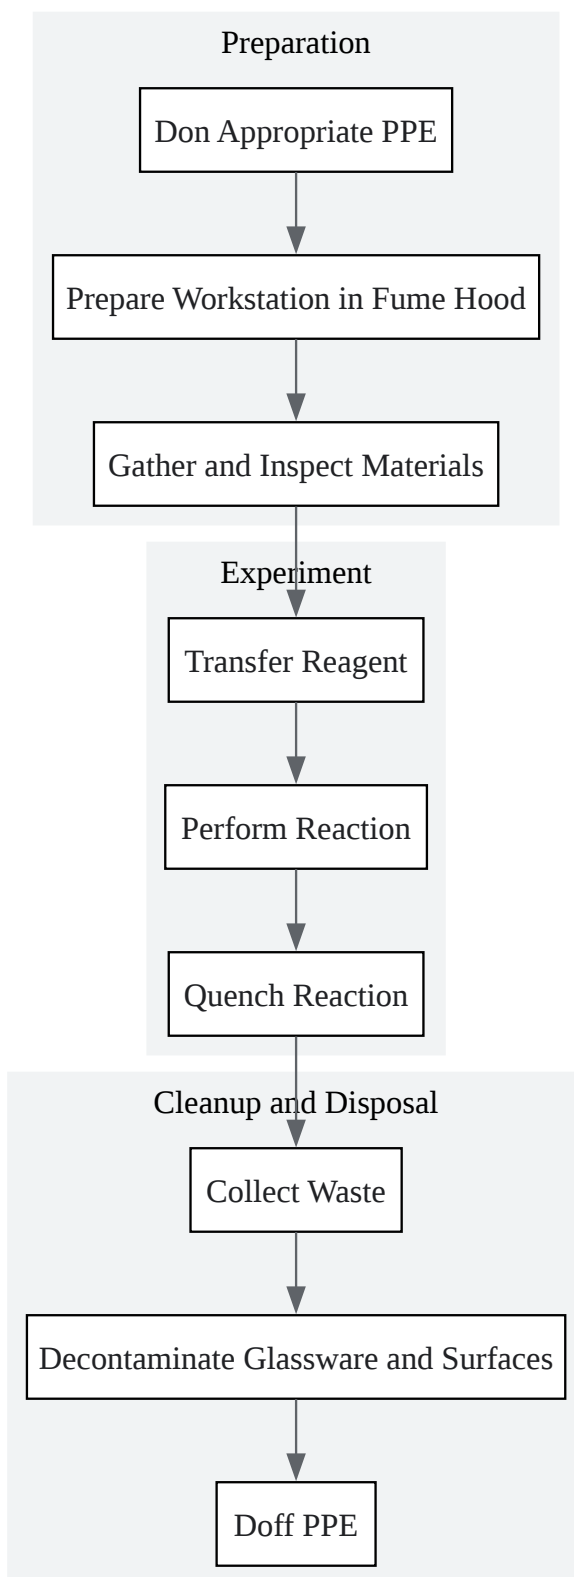 Preparation
Don Appropriate PPE
Prepare Workstation in Fume Hood
Gather and Inspect Materials
Experiment
Transfer Reagent
Perform Reaction
Quench Reaction
Cleanup and Disposal
Collect Waste
Decontaminate Glassware and Surfaces
Doff PPE